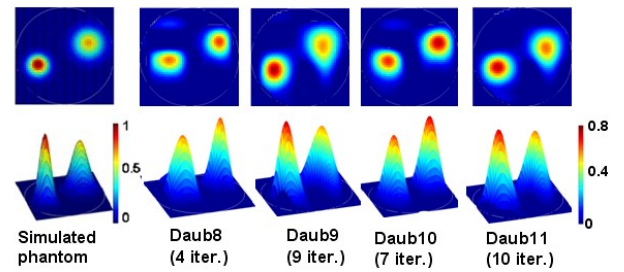 1
0.5
0
0.8
0.4
0
Simulated phantom
Daub8
(4 iter.)
Daub9
(9 iter.)
Daub10
(7 iter.)
Daub11
(10 iter.)